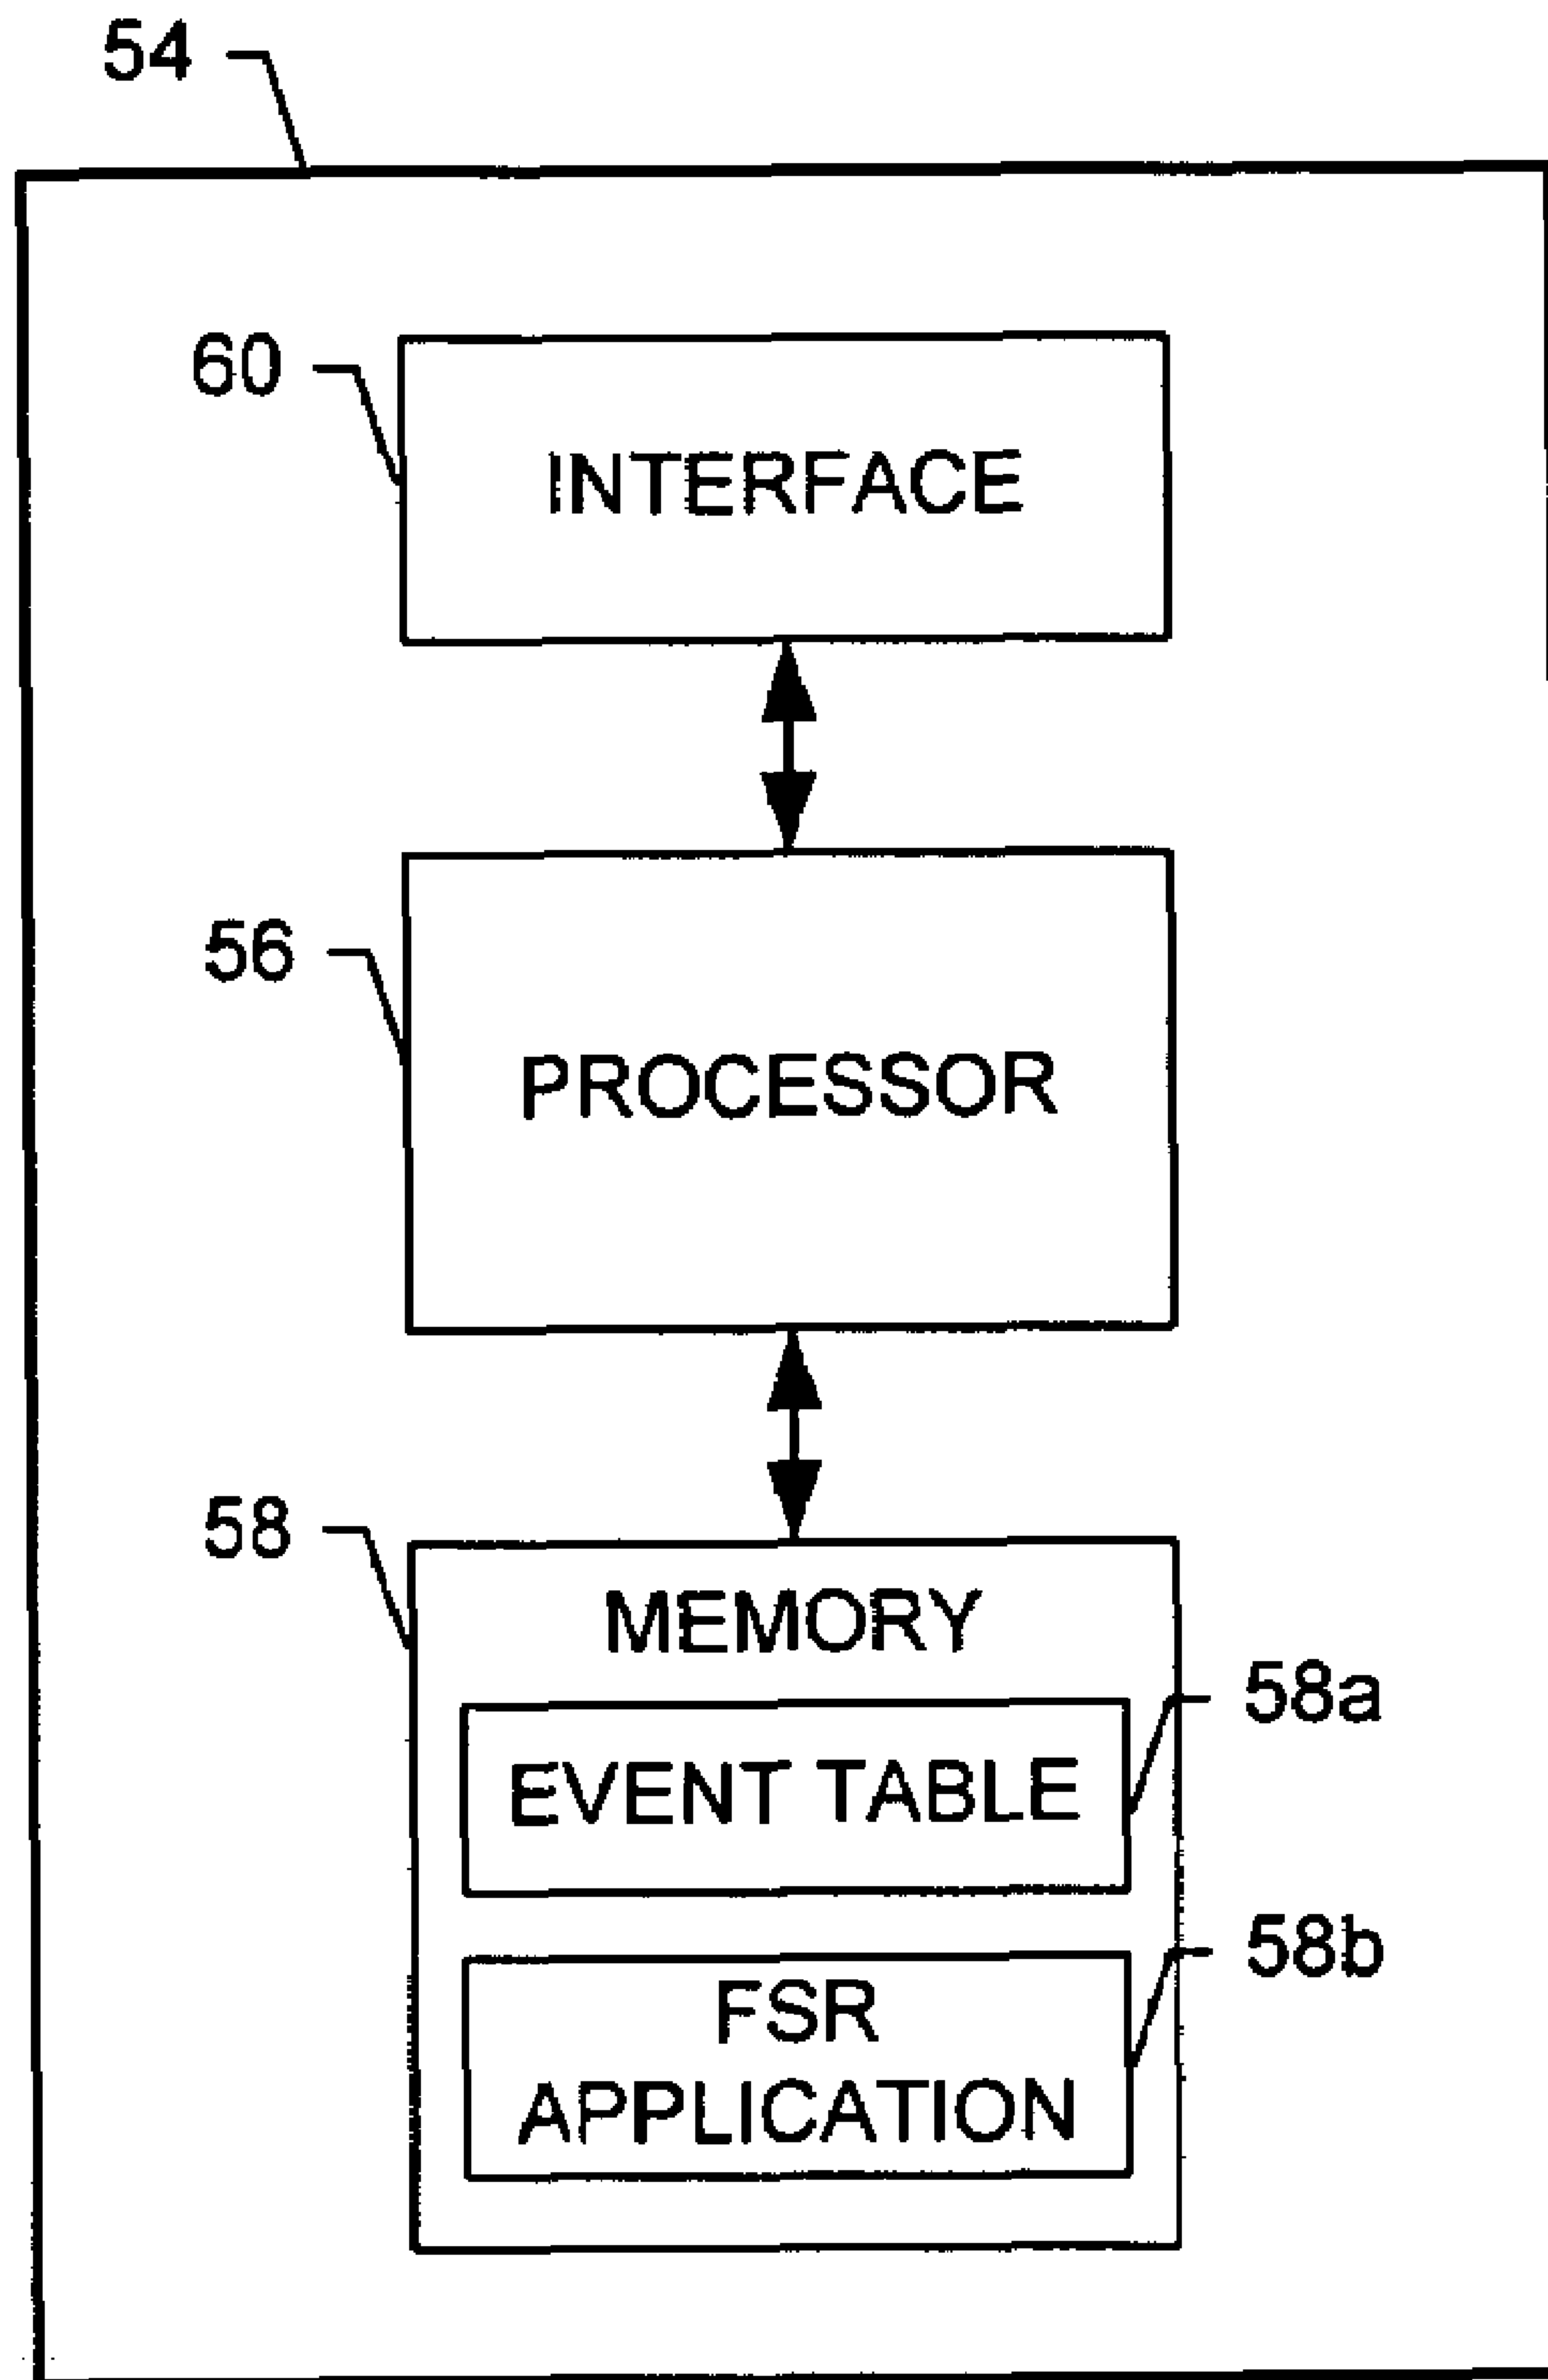 54
60
INTERFACE
56
PROCESSOR
58
MEMORY
58a
EVENT TABLE
58b
FSR
APPLICATION